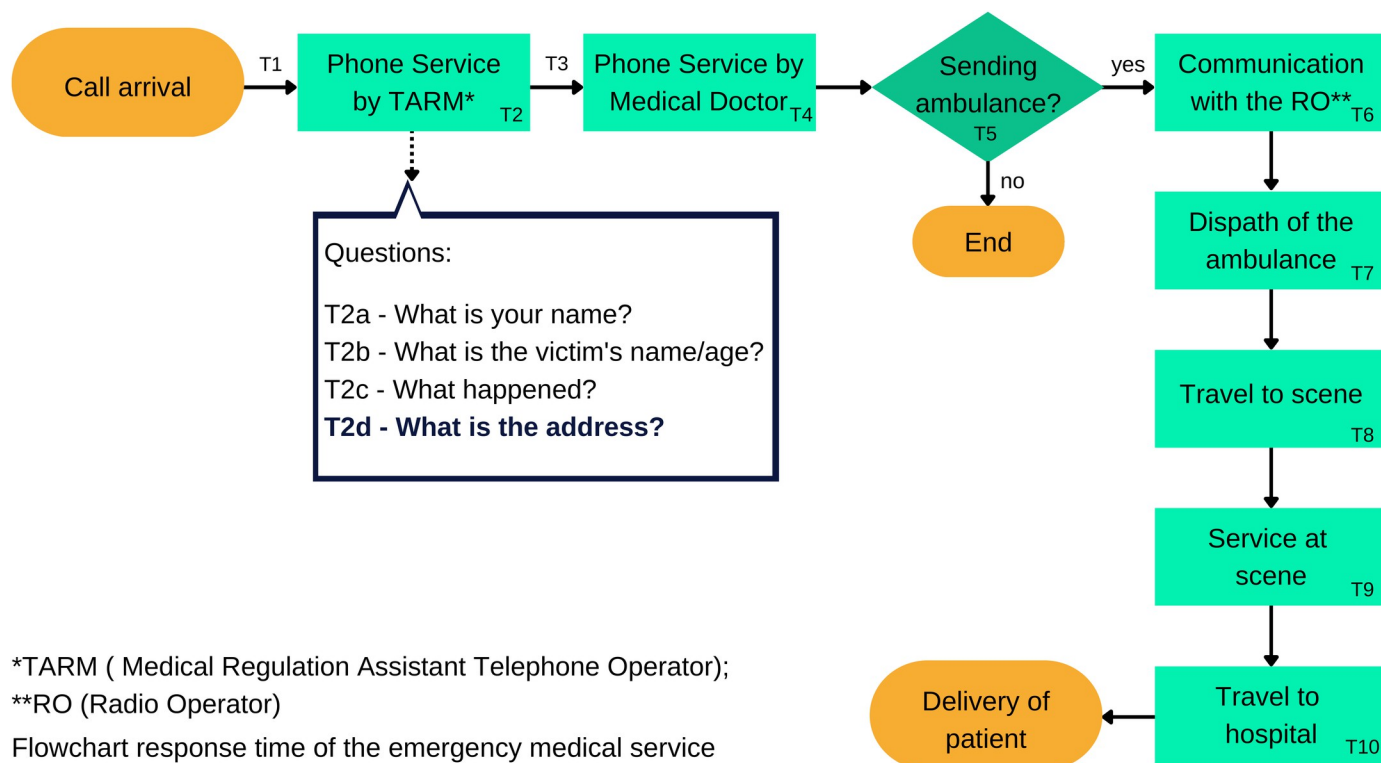 Call arrival
T1
Phone Service
by TARM*
T2
T3
Phone Service by
Medical Doctor
T4
Sending
ambulance?
T5
yes
no
End
Communication
with the RO**
T6
Dispath of the
ambulance
T7
Travel to scene
T8
Service at
scene
T9
Travel to
hospital
T10
Delivery of
patient
Questions:
T2a - What is your name?
T2b - What is the victim's name/age?
T2c - What happened?
T2d - What is the address?
*TARM ( Medical Regulation Assistant Telephone Operator);
**RO (Radio Operator)
Flowchart response time of the emergency medical service